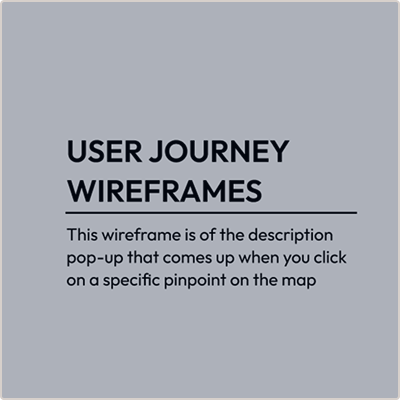 USER JOURNEY
WIREFRAMES
This wireframe is of the description
pop-up that comes up when you click
on a specific pinpoint on the map